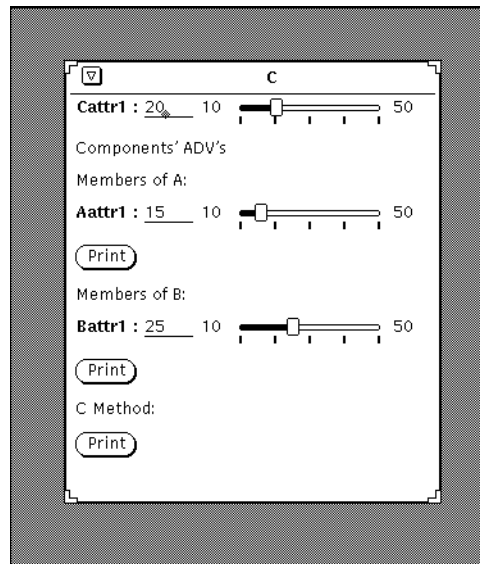 C
Cattr1 : 20 10 50
Components' ADV's
Members of A:
Aattr1 : 15 10 50
Print
Members of B:
Battr1 : 25 10 50
Print
C Method:
Print